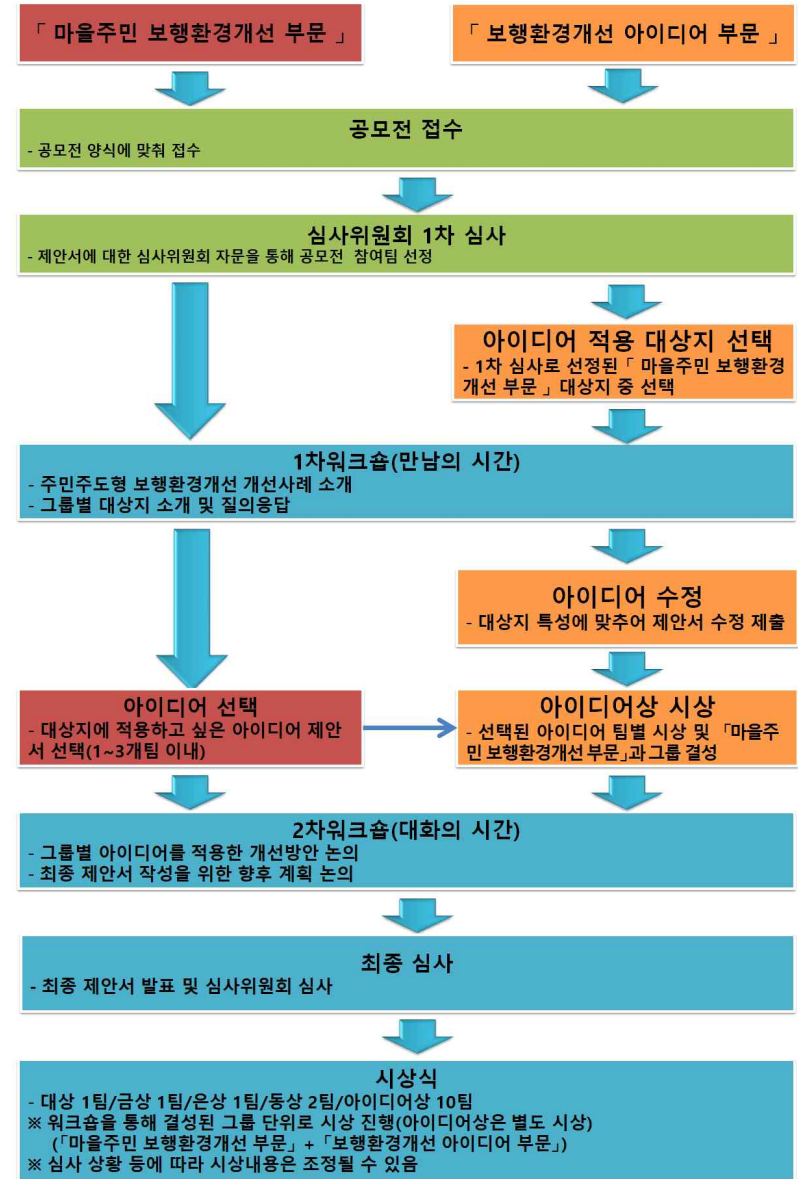 「 마을주민 보행환경개선 부문 」
「 보행환경개선 아이디어 부문 」
공모전 접수
- 공모전 양식에 맞춰 접수
심사위원회 1차 심사
- 제안서에 대한 심사위원회 자문을 통해 공모전 참여팀 선정
아이디어 적용 대상지 선택
- 1차 심사로 선정된「 마을주민 보행환경
개선 부문 」대상지 중 선택
1차워크숍(만남의 시간)
- 주민주도형 보행환경개선 개선사례 소개
- 그룹별 대상지 소개 및 질의응답
아이디어 수정
- 대상지 특성에 맞추어 제안서 수정 제출
아이디어 선택
- 대상지에 적용하고 싶은 아이디어 제안
서 선택(1~3개팀 이내)
아이디어상 시상
- 선택된 아이디어 팀별 시상 및 「마을주
민 보행환경개선 부문」과 그룹 결성
2차워크숍(대화의 시간)
- 그룹별 아이디어를 적용한 개선방안 논의
- 최종 제안서 작성을 위한 향후 계획 논의
최종 심사
- 최종 제안서 발표 및 심사위원회 심사
시상식
- 대상 1팀/금상 1팀/은상 1팀/동상 2팀/아이디어상 10팀
※ 워크숍을 통해 결성된 그룹 단위로 시상 진행(아이디어상은 별도 시상)
(「마을주민 보행환경개선 부문」+「보행환경개선 아이디어 부문」)
※ 심사 상황 등에 따라 시상내용은 조정될 수 있음